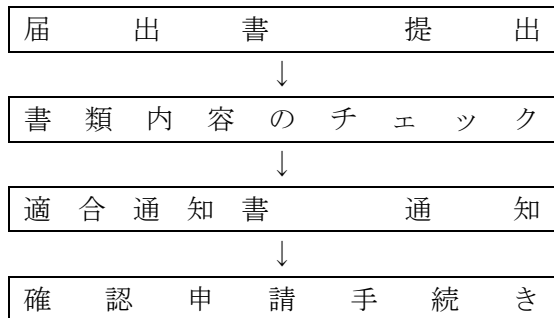 届出書 提出
↓
書類内容のチェック
↓
適合通知書 通知
↓
確認申請手続き